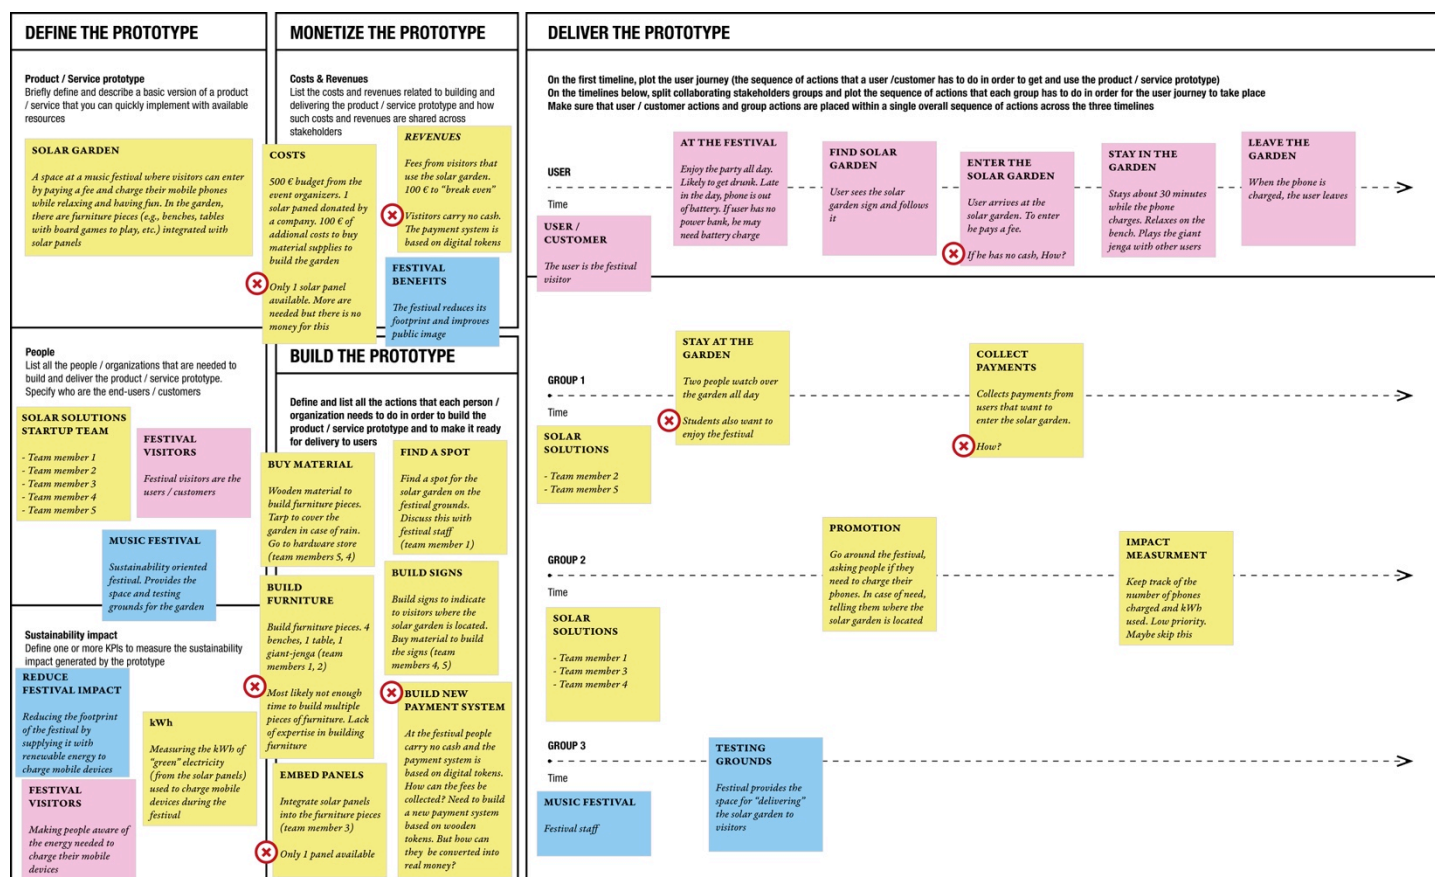 DEFINE THE PROTOTYPE
Product / Service prototype
Briefly define and describe a basic version of a product
/ service that you can quickly implement with available
resources
SOLAR GARDEN
A space at a music festival where visitors can enter
by paying a fee and charge their mobile phones
while relaxing and having fun. In the garden,
there are furniture pieces (e.g., benches, tables
with board games to play, etc.) integrated with
solar panels
People
List all the people / organizations that are needed to
build and deliver the product / service prototype.
Specify who are the end-users / customers
SOLAR SOLUTIONS
STARTUP TEAM
- Team member 1
- Team member 2
- Team member 3
- Team member 4
- Team member 5
FESTIVAL
VISITORS
Festival visitors are the
users / customers
MUSIC FESTIVAL
Sustainability oriented
festival. Provides the
space and testing
grounds for the garden
Sustainability impact
Define one or more KPIs to measure the sustainability
impact generated by the prototype
REDUCE
FESTIVAL IMPACT
Reducing the footprint
of the festival by
supplying it with
renewable energy to
charge mobile devices
kWh
Measuring the kWh of
"green" electricity
(from the solar panels)
used to charge mobile
devices during the
festival
FESTIVAL
VISITORS
Making people aware of
the energy needed to
charge their mobile
devices
MONETIZE THE PROTOTYPE
Costs & Revenues
List the costs and revenues related to building and
delivering the product / service prototype and how
such costs and revenues are shared across
stakeholders
COSTS
500 € budget from the
event organizers. 1
solar paned donated by
a company. 100 € of
addional costs to buy
material supplies to
build the garden
Only 1 solar panel
available. More are
needed but there is no
money for this
REVENUES
Fees from visitors that
use the solar garden.
100 € to "break even"
Vistitors carry no cash.
The payment system is
based on digital tokens
FESTIVAL
BENEFITS
The festival reduces its
footprint and improves
public image
BUILD THE PROTOTYPE
Define and list all the actions that each person /
organization needs to do in order to build the
product / service prototype and to make it ready
for delivery to users
BUY MATERIAL
Wooden material to
build furniture pieces.
Tarp to cover the
garden in case of rain.
Go to hardware store
(team members 5, 4)
FIND A SPOT
Find a spot for the
solar garden on the
festival grounds.
Discuss this with
festival staff
(team member 1)
BUILD
FURNITURE
Build furniture pieces. 4
benches, 1 table, 1
giant-jenga (team
members 1, 2)
Most likely not enough
time to build multiple
pieces of furniture. Lack
of expertise in building
furniture
BUILD SIGNS
Build signs to indicate
to visitors where the
solar garden is located.
Buy material to build
the signs (team
members 4, 5)
EMBED PANELS
Integrate solar panels
into the furniture pieces
(team member 3)
Only 1 panel available
BUILD NEW
PAYMENT SYSTEM
At the festival people
carry no cash and the
payment system is
based on digital tokens.
How can the fees be
collected? Need to build
a new payment system
based on wooden
tokens. But how can
they be converted into
real money?
DELIVER THE PROTOTYPE
On the first timeline, plot the user journey (the sequence of actions that a user /customer has to do in order to get and use the product / service prototype)
On the timelines below, split collaborating stakeholders groups and plot the sequence of actions that each group has to do in order for the user journey to take place
Make sure that user / customer actions and group actions are placed within a single overall sequence of actions across the three timelines
USER
Time
USER /
CUSTOMER
The user is the festival
visitor
AT THE FESTIVAL
Enjoy the party all day.
Likely to get drunk. Late
in the day, phone is out
of battery. If user has no
power bank, he may
need battery charge
FIND SOLAR
GARDEN
User sees the solar
garden sign and follows
it
ENTER THE
SOLAR GARDEN
User arrives at the
solar garden. To enter
he pays a fee.
If he has no cash, How?
STAY IN THE
GARDEN
Stays about 30 minutes
while the phone
charges. Relaxes on the
bench. Plays the giant
jenga with other users
LEAVE THE
GARDEN
When the phone is
charged, the user leaves
GROUP 1
Time
SOLAR
SOLUTIONS
- Team member 2
- Team member 5
STAY AT THE
GARDEN
Two people watch over
the garden all day
Students also want to
enjoy the festival
COLLECT
PAYMENTS
Collects payments from
users that want to
enter the solar garden.
How?
GROUP 2
Time
SOLAR
SOLUTIONS
- Team member 1
- Team member 3
- Team member 4
PROMOTION
Go around the festival,
asking people if they
need to charge their
phones. In case of need,
telling them where the
solar garden is located
IMPACT
MEASURMENT
Keep track of the
number of phones
charged and kWh
used. Low priority.
Maybe skip this
GROUP 3
Time
MUSIC FESTIVAL
Festival staff
TESTING
GROUNDS
Festival provides the
space for "delivering"
the solar garden to
visitors